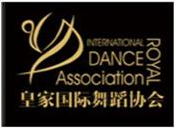 INTERNATIONAL
DANCE
Association
ROYAL
皇家国际舞蹈协会